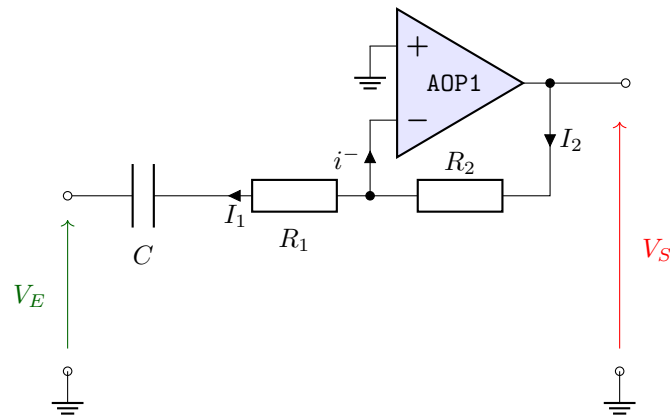 +
AOP1
−
I₂
i⁻
R₂
I₁
R₁
C
V_E
V_S